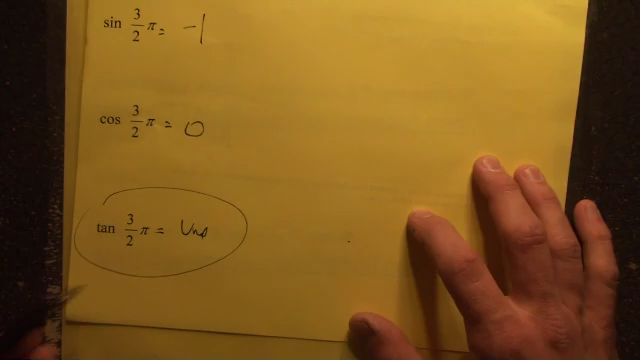 sin 3/2 π = -1
cos 3/2 π = 0
tan 3/2 π = Und